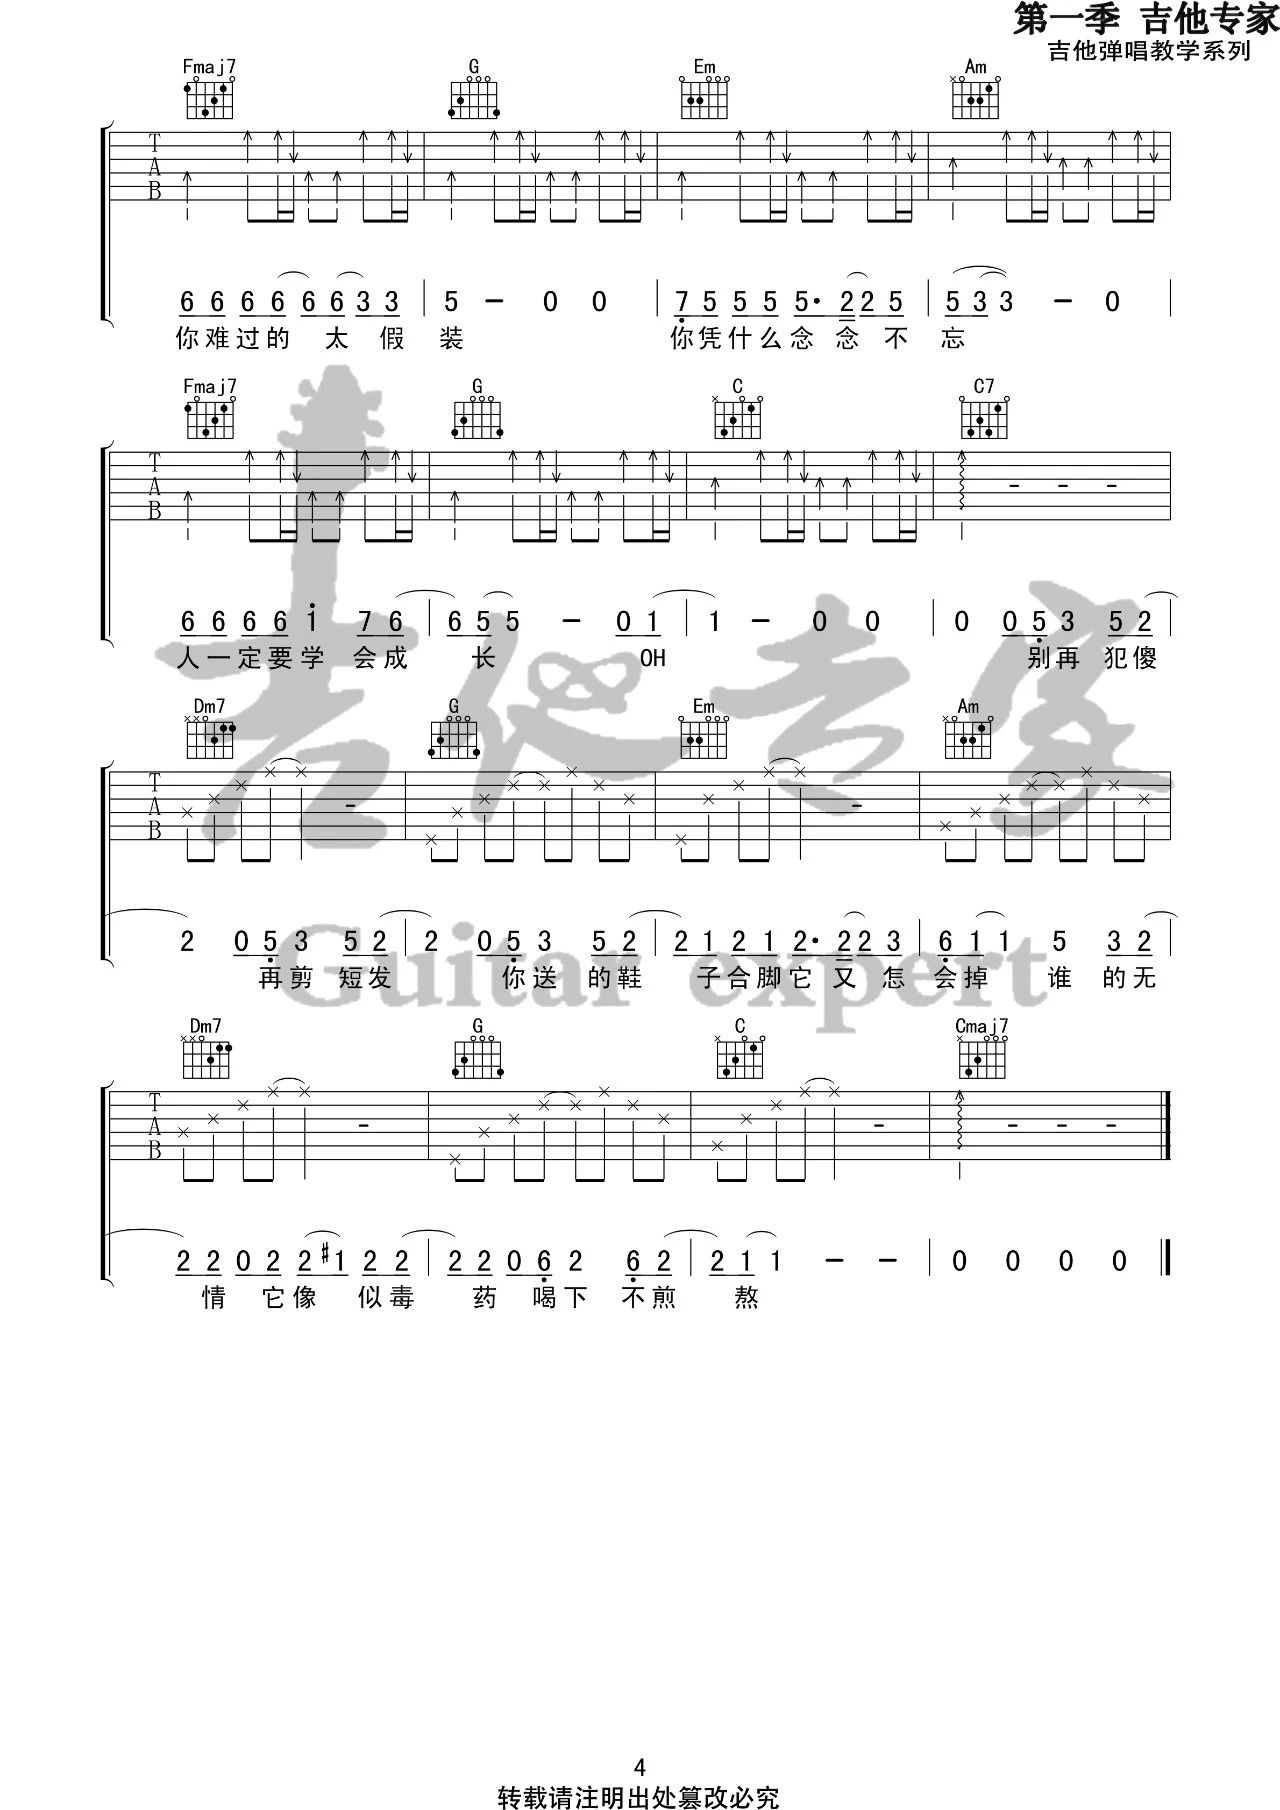 第一季 吉他专家
吉他弹唱教学系列
Fmaj7 G Em Am
T
A
B
6 6 6 6 6 6 3 3 | 5 － 0 0 | 7 5 5 5 5· 2 2 5 | 5 3 3 － 0 |
你难过的 太 假 装 你凭什么念 念 不 忘
Fmaj7 G C C7
T
A
B
6 6 6 6 1 7 6 | 6 5 5 － 0 1 | 1 － 0 0 | 0 0 5 3 5 2 |
人一定要学 会成 长 OH 别再 犯傻
Dm7 G Em Am
T
A
B
2 0 5 3 5 2 | 2 0 5 3 5 2 | 2 1 2 1 2· 2 2 3 | 6 1 1 5 3 2 |
再剪 短发 你送 的鞋 子合脚它 又 怎 会掉 谁 的无
Dm7 G C Cmaj7
T
A
B
2 2 0 2 2 #1 2 2 | 2 2 0 6 2 6 2 | 2 1 1 － － | 0 0 0 0
情 它像 似毒 药 喝下 不煎 熬
吉他专家
Guitar expert
4
转载请注明出处篡改必究